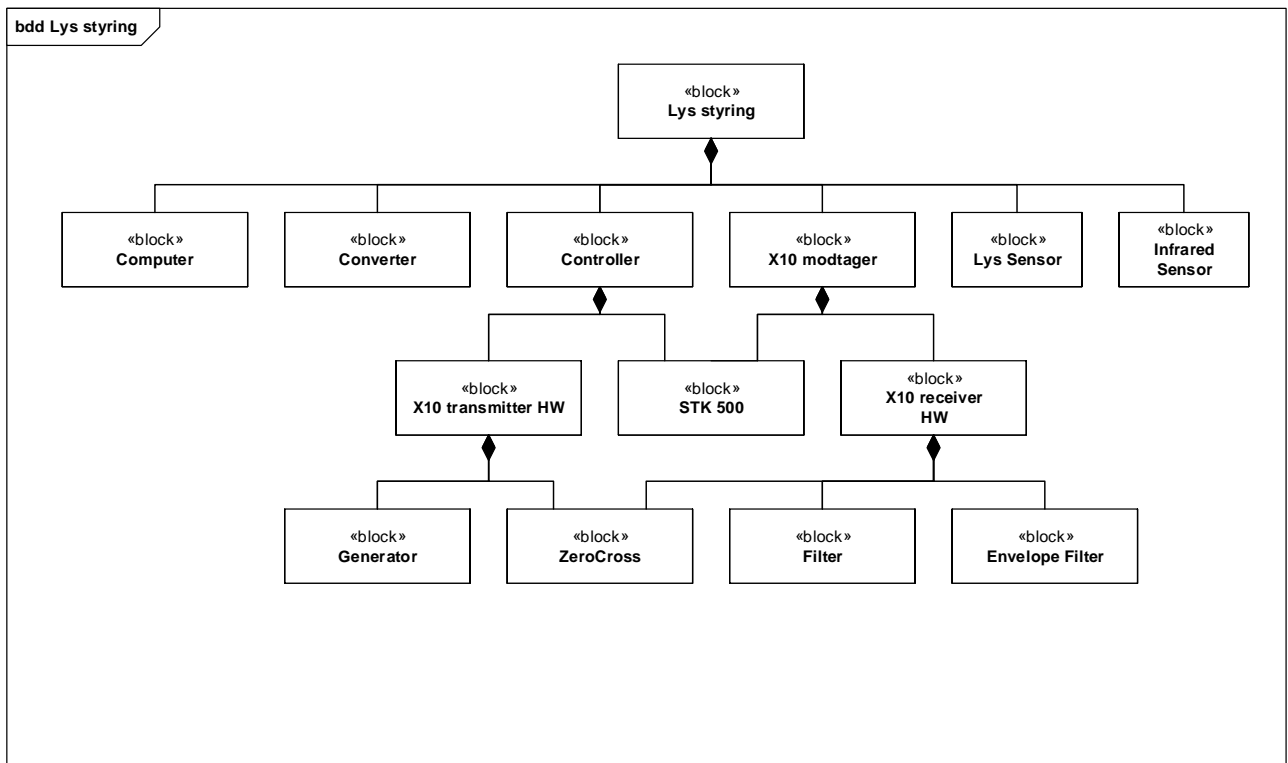 bdd Lys styring
«block»
Lys styring
«block»
Computer
«block»
Converter
«block»
Controller
«block»
X10 modtager
«block»
Lys Sensor
«block»
Infrared
Sensor
«block»
X10 transmitter HW
«block»
STK 500
«block»
X10 receiver
HW
«block»
Generator
«block»
ZeroCross
«block»
Filter
«block»
Envelope Filter